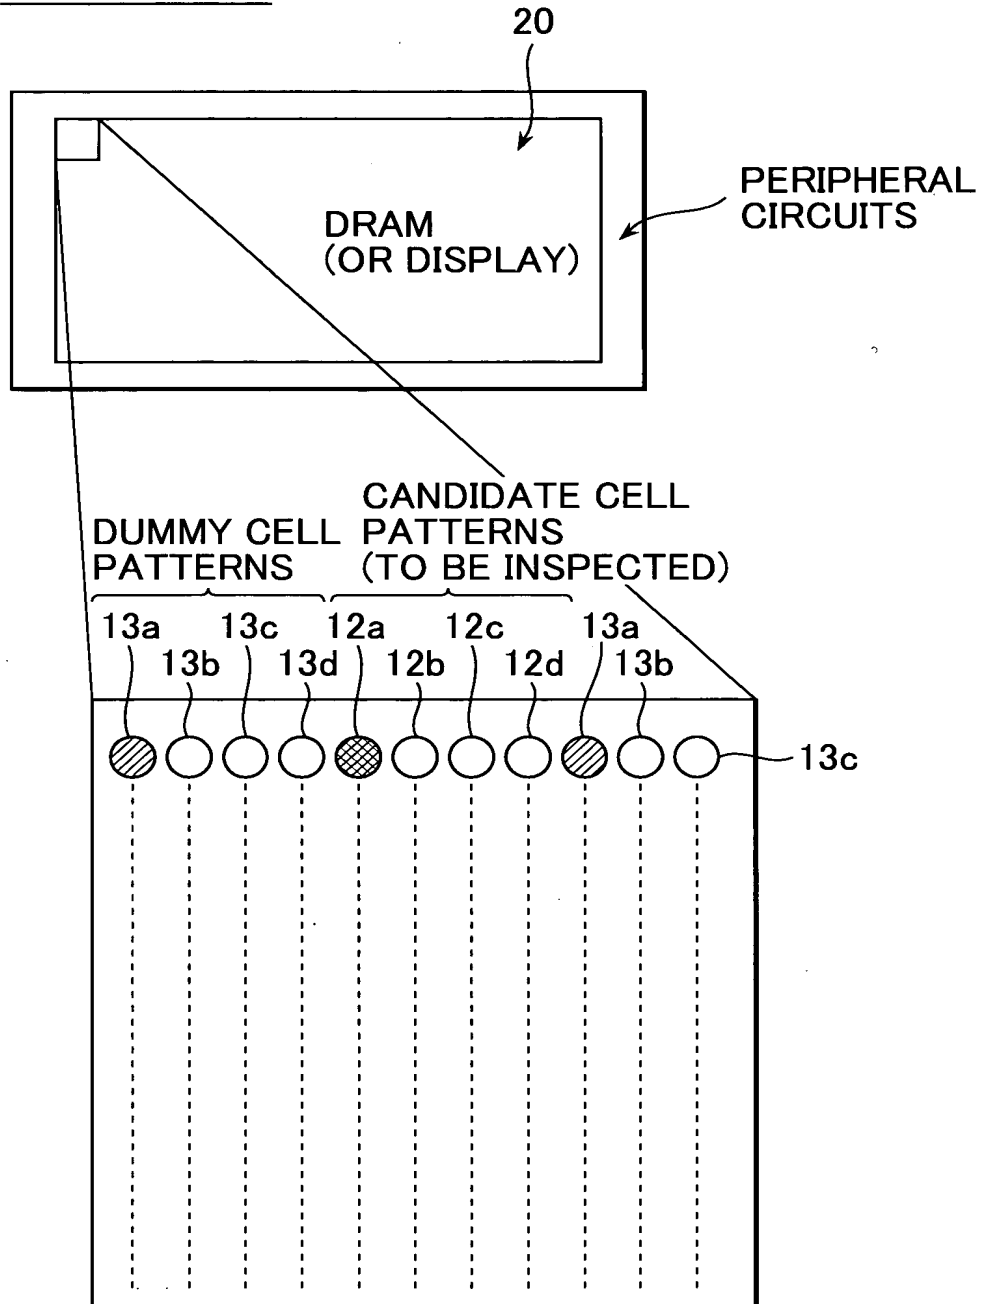 20
PERIPHERAL
CIRCUITS
DRAM
(OR DISPLAY)
CANDIDATE CELL
PATTERNS
(TO BE INSPECTED)
DUMMY CELL
PATTERNS
13a 13c 12a 12c 13a
13b 13d 12b 12d 13b
13c